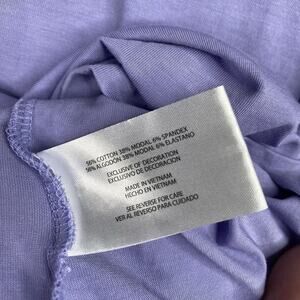 56% COTTON 38% MODAL 6% SPANDEX
56% ALGODÓN 38% MODAL 6% ELASTANO
EXCLUSIVE OF DECORATION
EXCLUSIVO DE DECORACION
MADE IN VIETNAM
HECHO EN VIETNAM
SEE REVERSE FOR CARE
VER AL REVERSO PARA CUIDADO